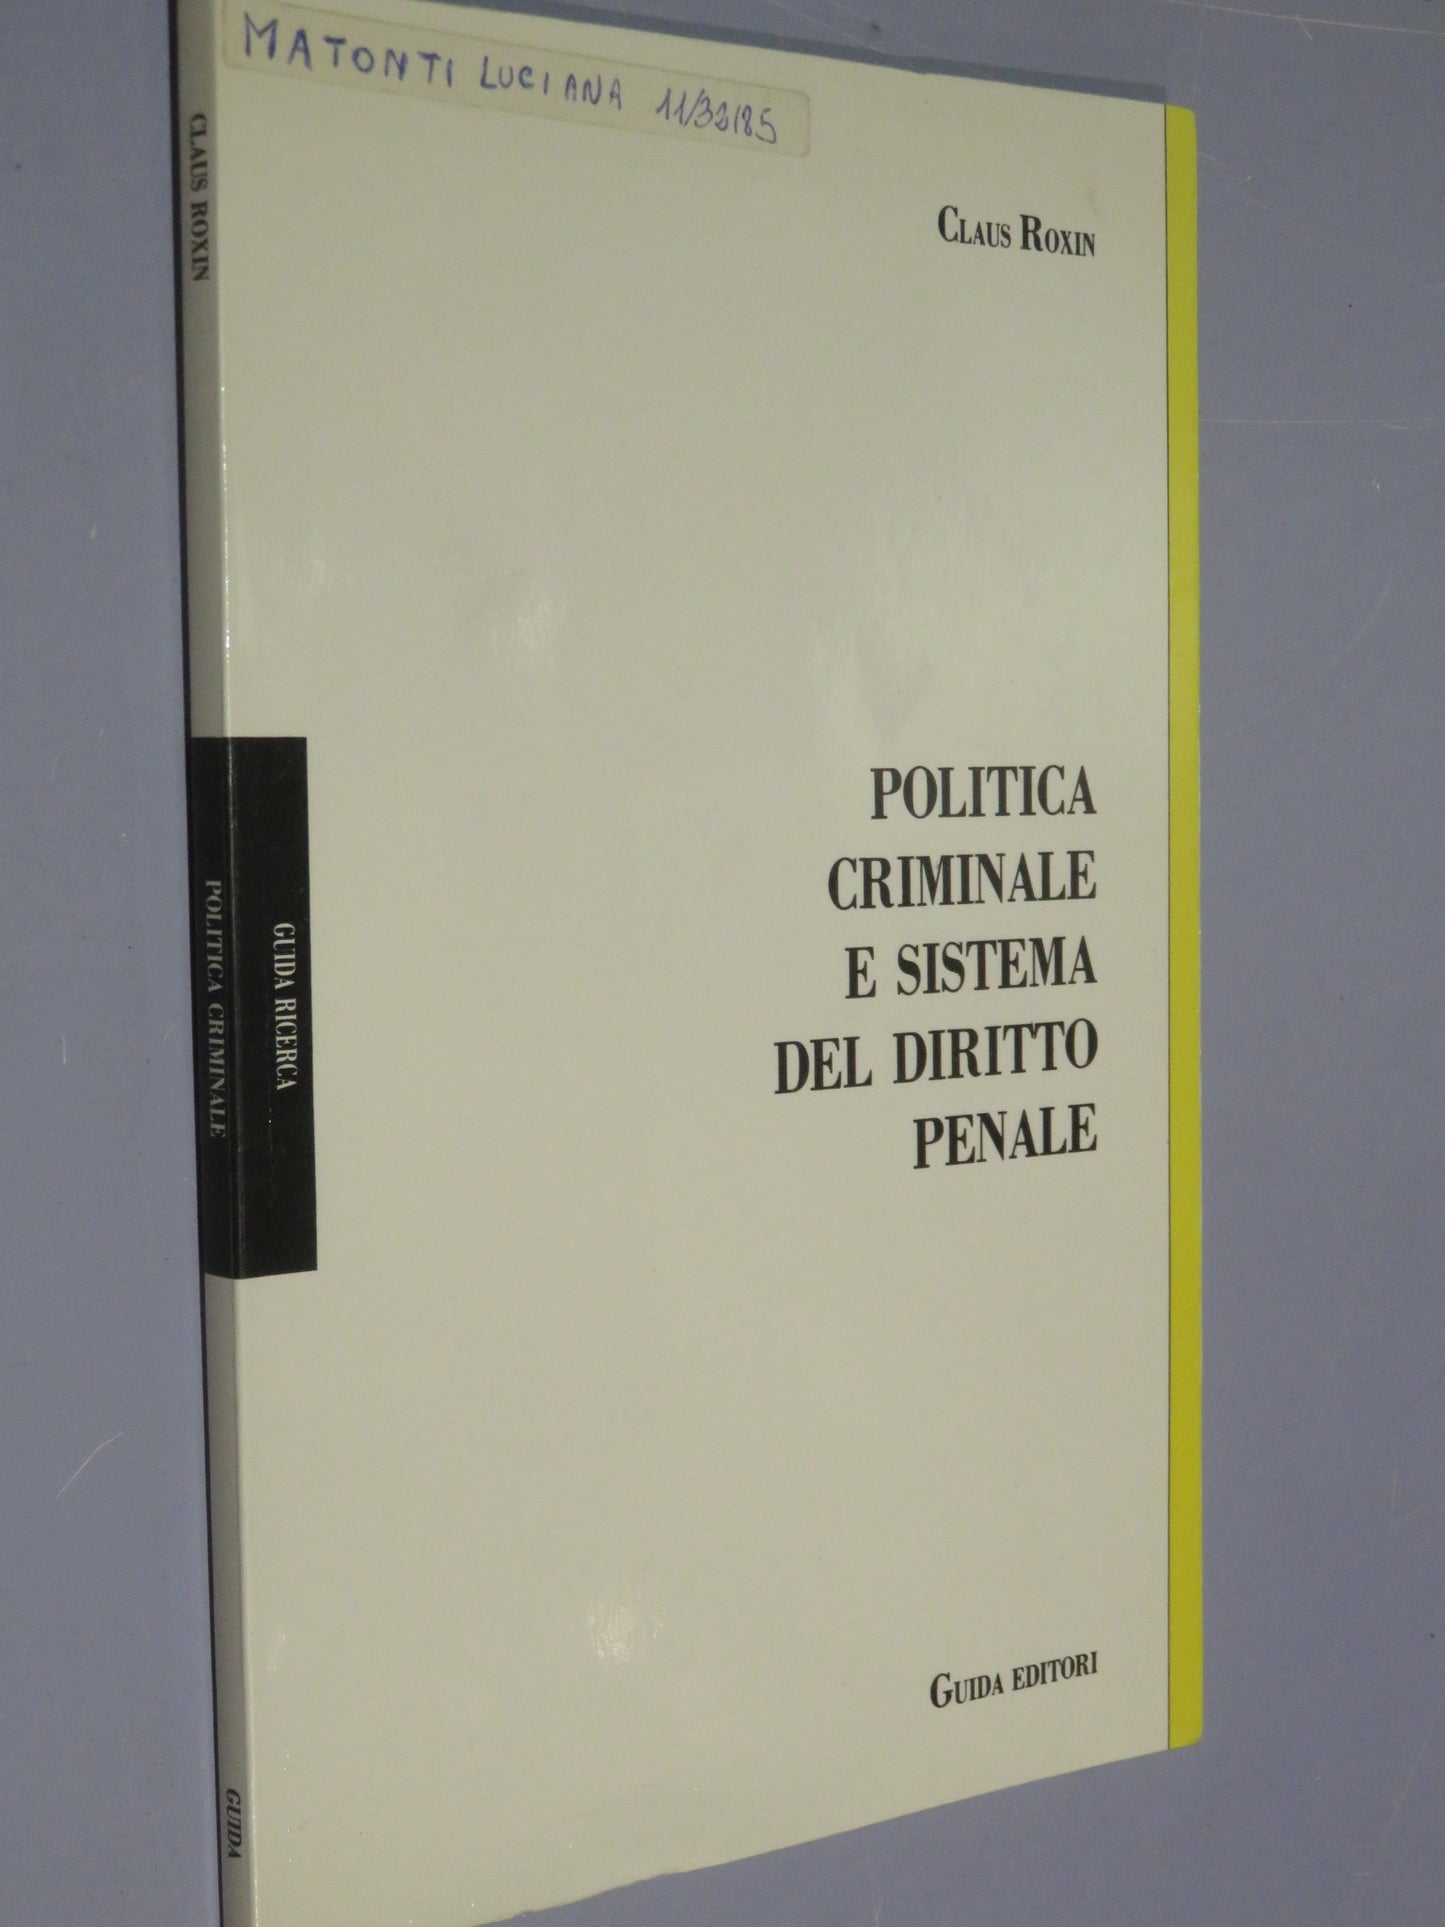 MATONTI LUCIANA 11/32185
CLAUS ROXIN
POLITICA
CRIMINALE
E SISTEMA
DEL DIRITTO
PENALE
GUIDA EDITORI
GUIDA RICERCA
CLAUS ROXIN
POLITICA CRIMINALE
GUIDA